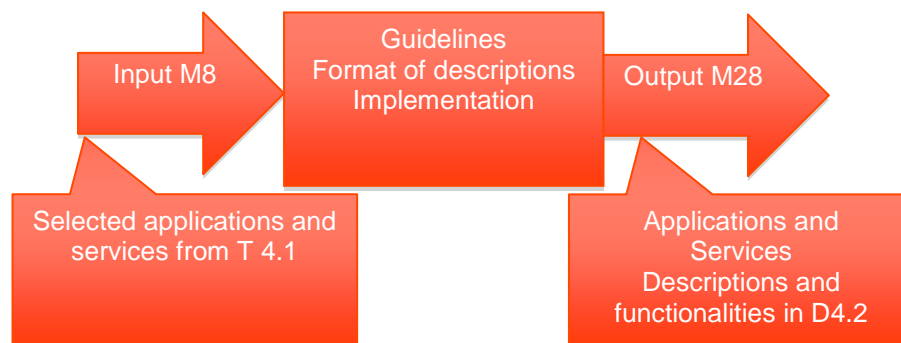 Input M8
Guidelines
Format of descriptions
Implementation
Output M28
Selected applications and
services from T 4.1
Applications and
Services
Descriptions and
functionalities in D4.2